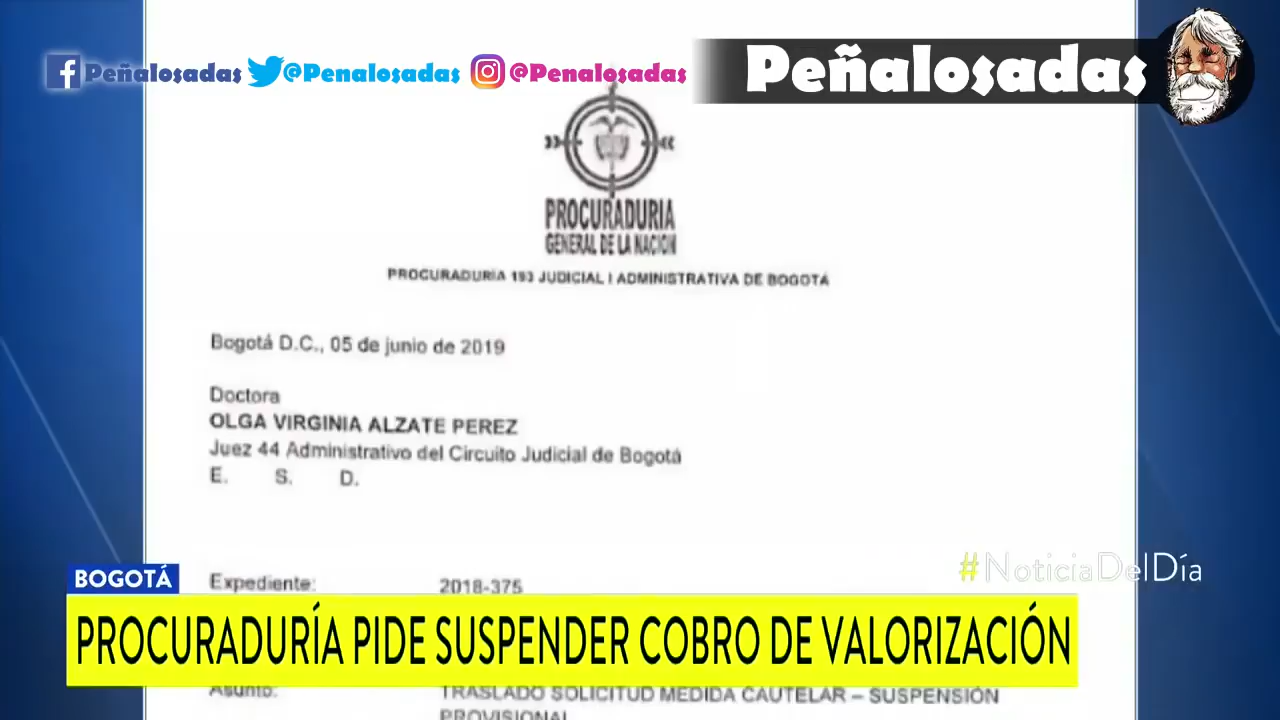 Peñalosadas @Penalosadas @Penalosadas
Peñalosadas
PROCURADURIA
GENERAL DE LA NACION
PROCURADURÍA 193 JUDICIAL I ADMINISTRATIVA DE BOGOTÁ
Bogotá D.C., 05 de junio de 2019
Doctora
OLGA VIRGINIA ALZATE PEREZ
Juez 44 Administrativo del Circuito Judicial de Bogotá
E. S. D.
#NoticiaDelDía
BOGOTÁ
Expediente: 2018-375
PROCURADURÍA PIDE SUSPENDER COBRO DE VALORIZACIÓN
Asunto: TRASLADO SOLICITUD MEDIDA CAUTELAR – SUSPENSIÓN
PROVISIONAL